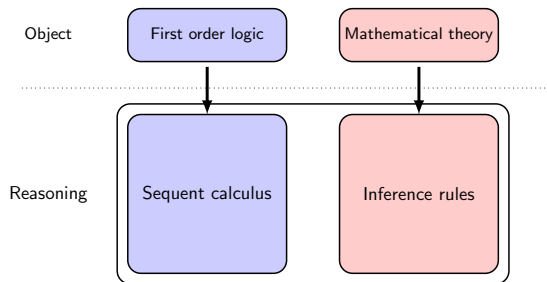 Object
First order logic
Mathematical theory
Reasoning
Sequent calculus
Inference rules